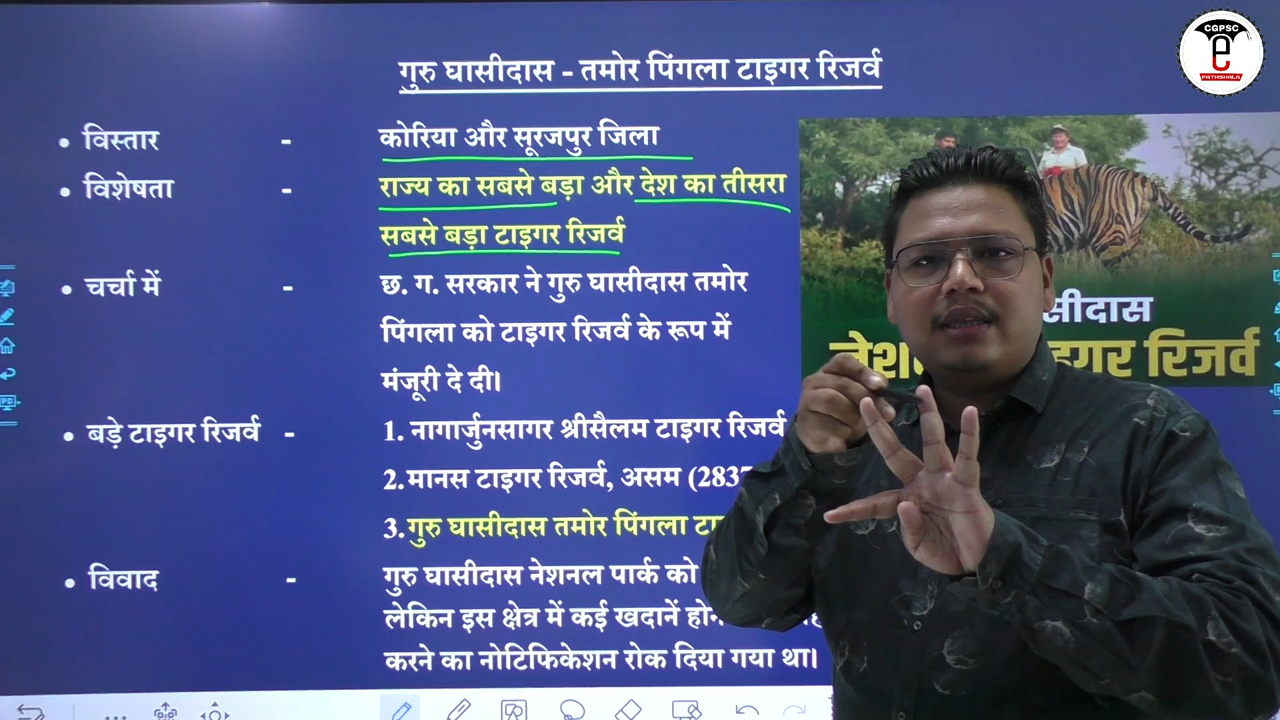 CGPSC
e
PATHSHALA
गुरु घासीदास - तमोर पिंगला टाइगर रिजर्व
• विस्तार - कोरिया और सूरजपुर जिला
• विशेषता - राज्य का सबसे बड़ा और देश का तीसरा
सबसे बड़ा टाइगर रिजर्व
• चर्चा में - छ. ग. सरकार ने गुरु घासीदास तमोर
पिंगला को टाइगर रिजर्व के रूप में
मंजूरी दे दी।
• बड़े टाइगर रिजर्व - 1. नागार्जुनसागर श्रीसैलम टाइगर रिजर्व
2. मानस टाइगर रिजर्व, असम (283
3. गुरु घासीदास तमोर पिंगला
• विवाद - गुरु घासीदास नेशनल पार्क को
लेकिन इस क्षेत्र में कई खदानें
करने का नोटिफिकेशन रोक दिया गया था।
सीदास
रिजर्व